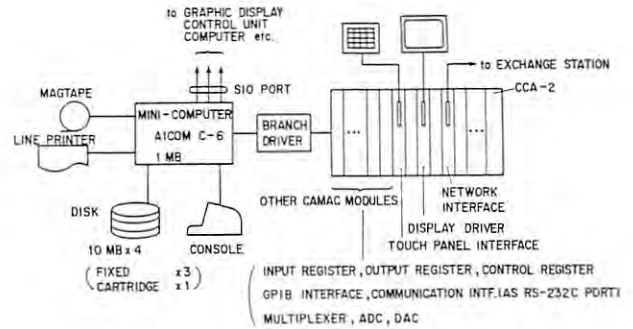 to GRAPHIC DISPLAY
CONTROL UNIT
COMPUTER etc.
SIO PORT
to EXCHANGE STATION
CCA-2
MAGTAPE
LINE PRINTER
MINI-COMPUTER
AICOM C-6
1 MB
BRANCH
DRIVER
...
...
NETWORK
INTERFACE
OTHER CAMAC MODULES
DISPLAY DRIVER
TOUCH PANEL INTERFACE
DISK
10 MB x 4
(FIXED x3
CARTRIDGE x1)
CONSOLE
(INPUT REGISTER, OUTPUT REGISTER, CONTROL REGISTER
GPIB INTERFACE, COMMUNICATION INTF.(AS RS-232C PORT)
MULTIPLEXER, ADC, DAC